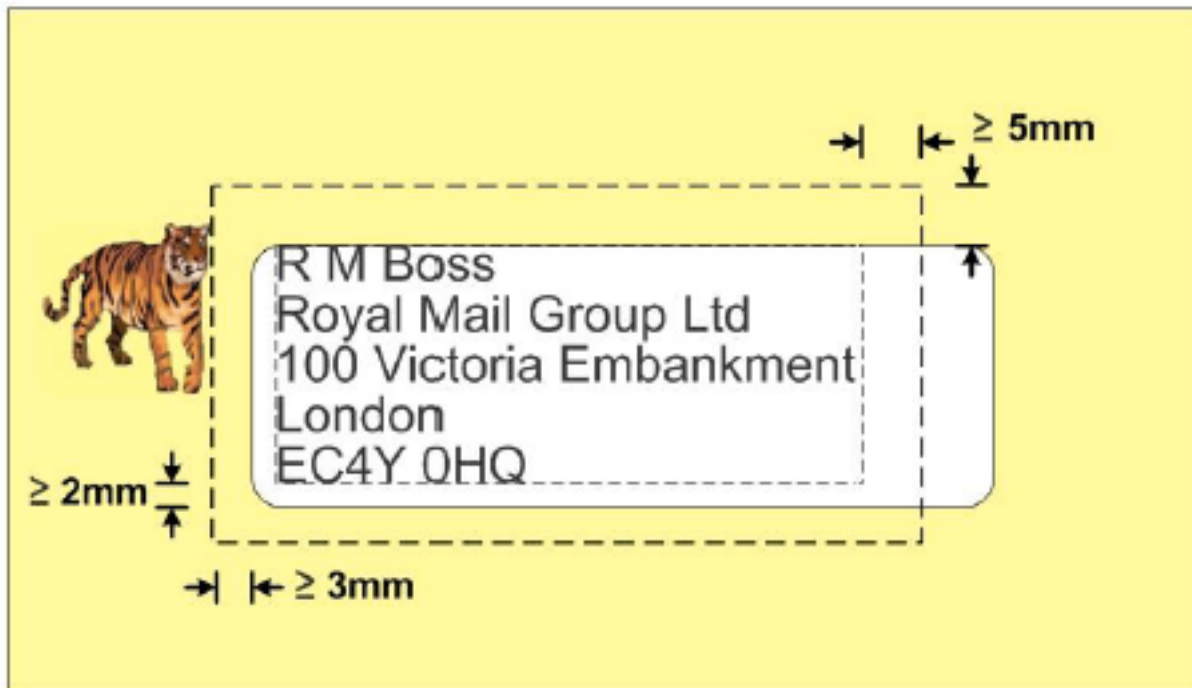 ≥ 5mm
R M Boss
Royal Mail Group Ltd
100 Victoria Embankment
London
EC4Y 0HQ
≥ 2mm
≥ 3mm